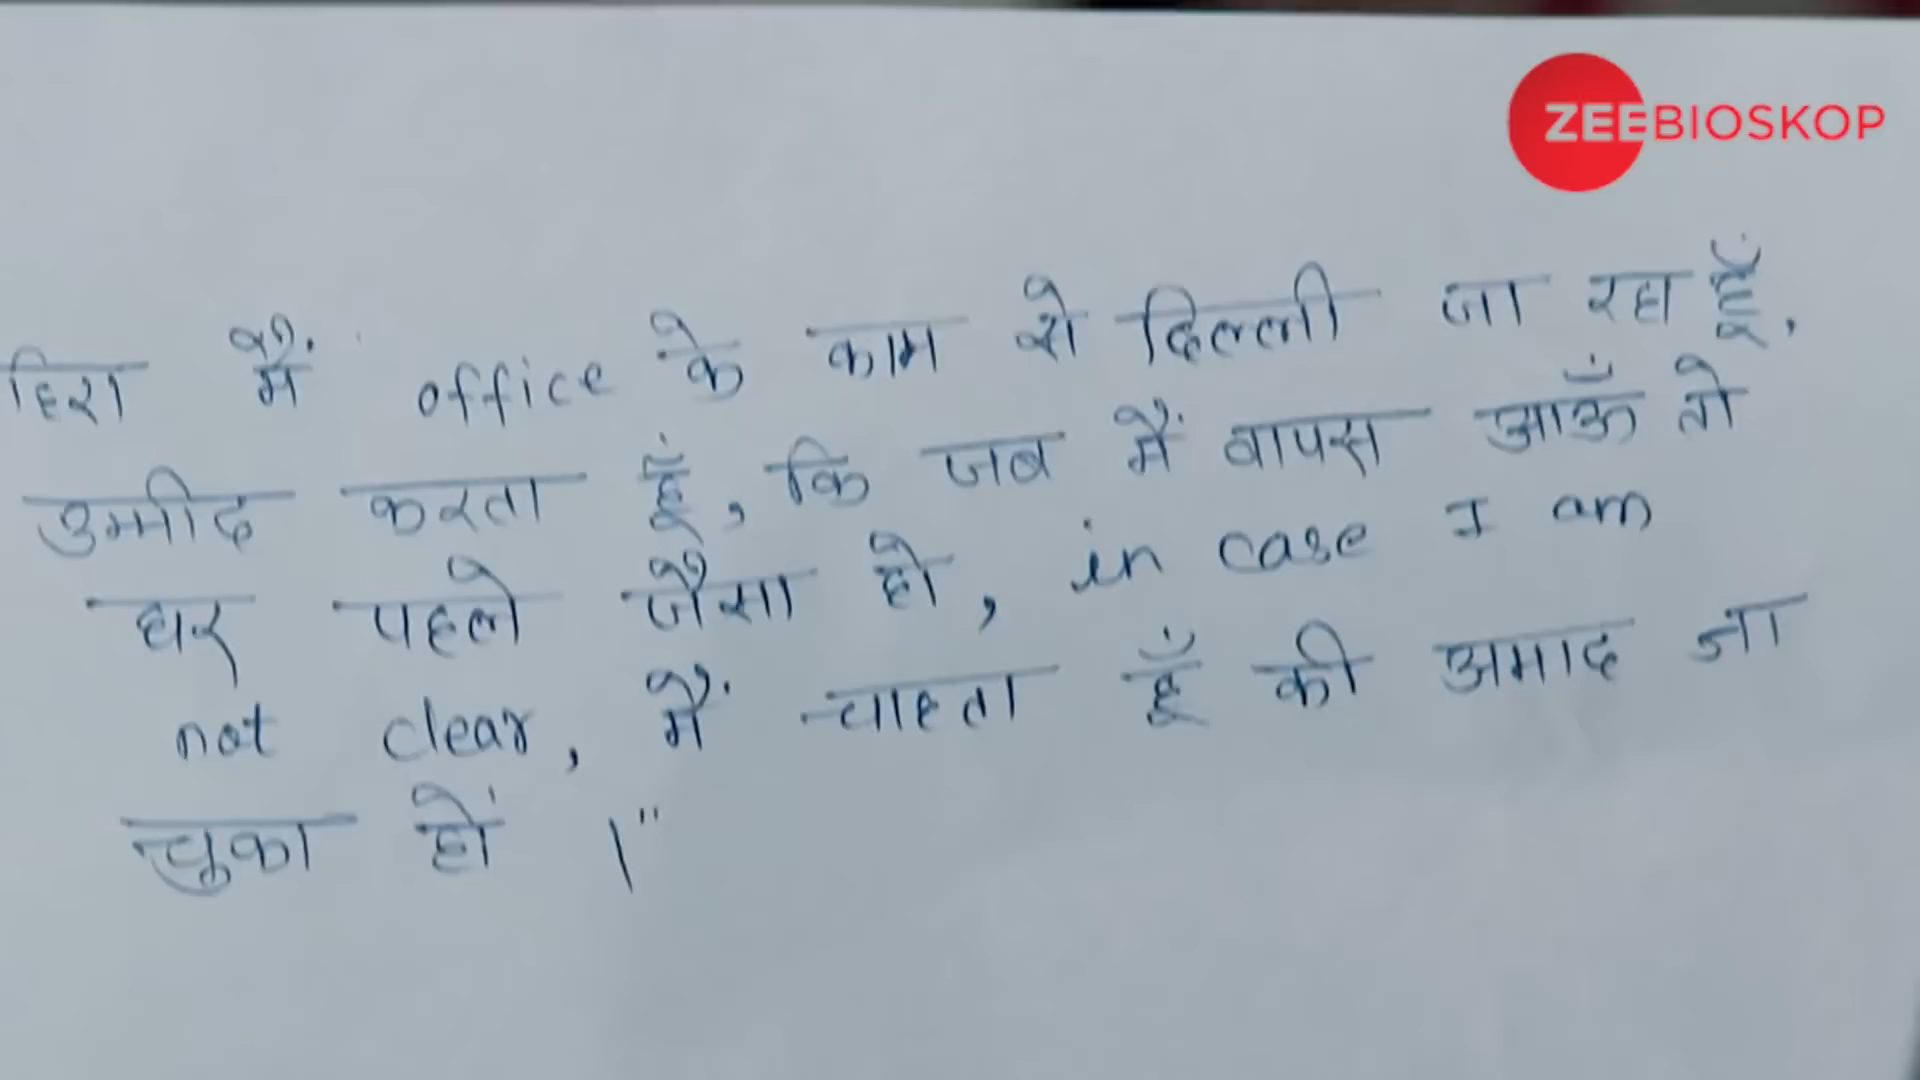 ZEEBIOSKOP
हिरा मैं office के काम से दिल्ली जा रहा हूँ.
उम्मीद करता हूँ, कि जब मैं वापस आऊँ तो
घर पहले जैसा हो, in case I am
not clear, मैं चाहता हूँ की अमाद जा
चुका हों ।"